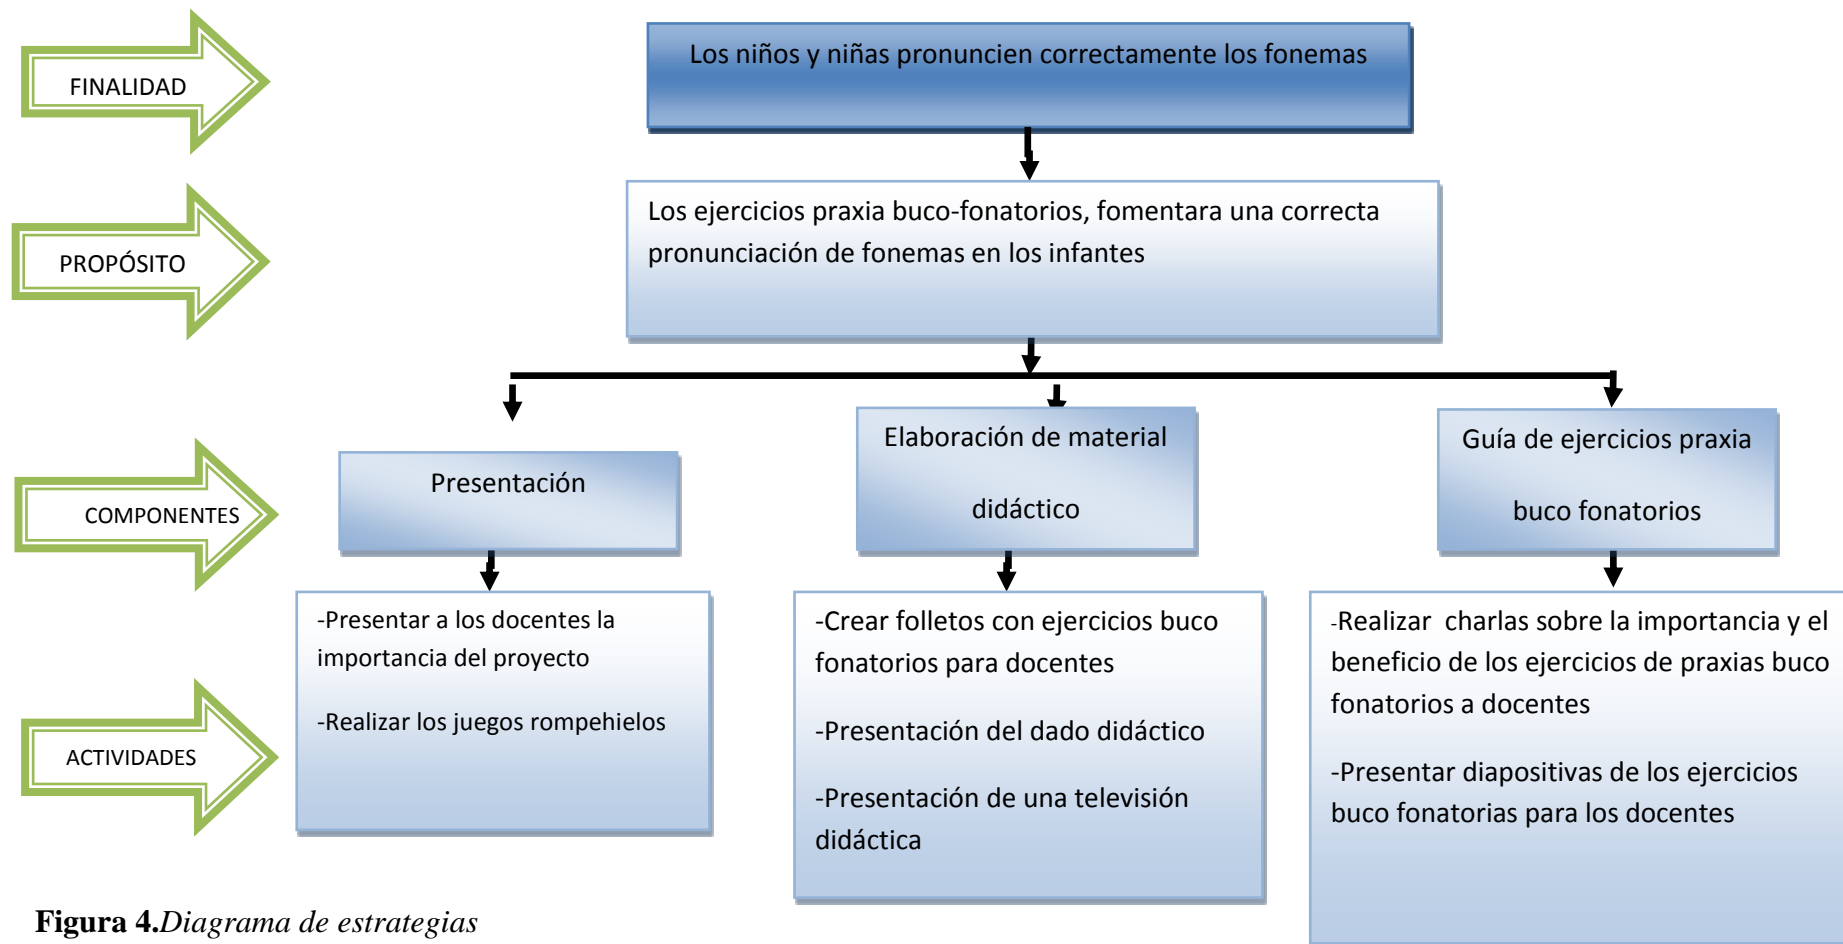 FINALIDAD
Los niños y niñas pronuncien correctamente los fonemas
PROPÓSITO
Los ejercicios praxia buco-fonatorios, fomentara una correcta
pronunciación de fonemas en los infantes
COMPONENTES
Presentación
Elaboración de material
didáctico
Guía de ejercicios praxia
buco fonatorios
ACTIVIDADES
-Presentar a los docentes la
importancia del proyecto
-Realizar los juegos rompehielos
-Crear folletos con ejercicios buco
fonatorios para docentes
-Presentación del dado didáctico
-Presentación de una televisión
didáctica
-Realizar  charlas sobre la importancia y el
beneficio de los ejercicios de praxias buco
fonatorios a docentes
-Presentar diapositivas de los ejercicios
buco fonatorias para los docentes
Figura 4.Diagrama de estrategias